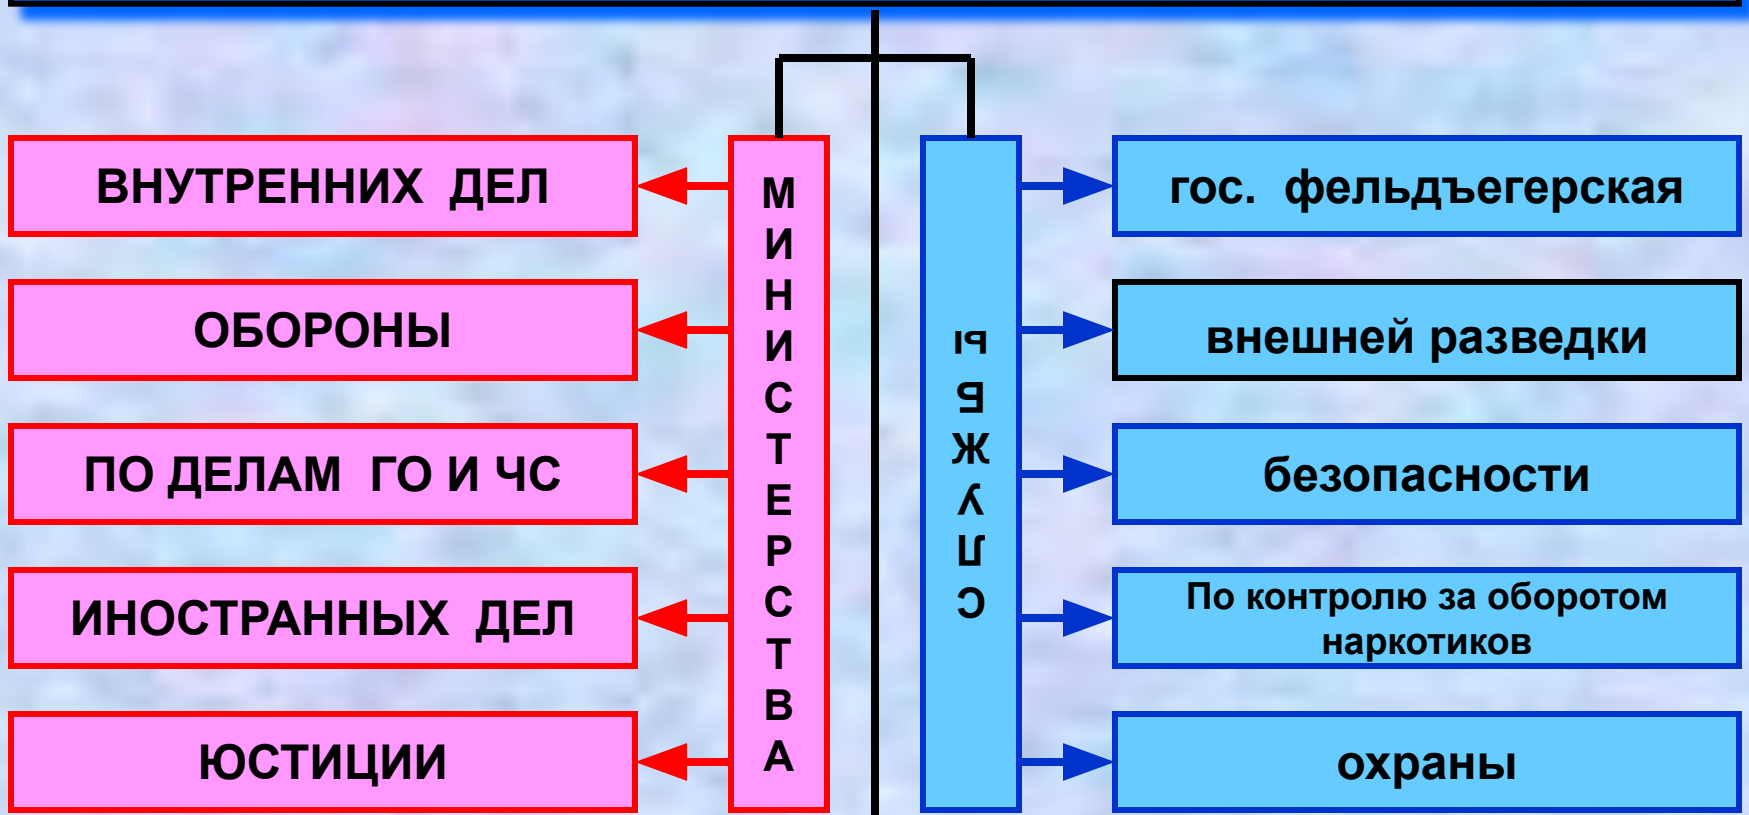 ВНУТРЕННИХ ДЕЛ
ОБОРОНЫ
ПО ДЕЛАМ ГО И ЧС
ИНОСТРАННЫХ ДЕЛ
ЮСТИЦИИ
МИНИСТЕРСТВА
СЛУЖБЫ
гос. фельдъегерская
внешней разведки
безопасности
По контролю за оборотом
наркотиков
охраны